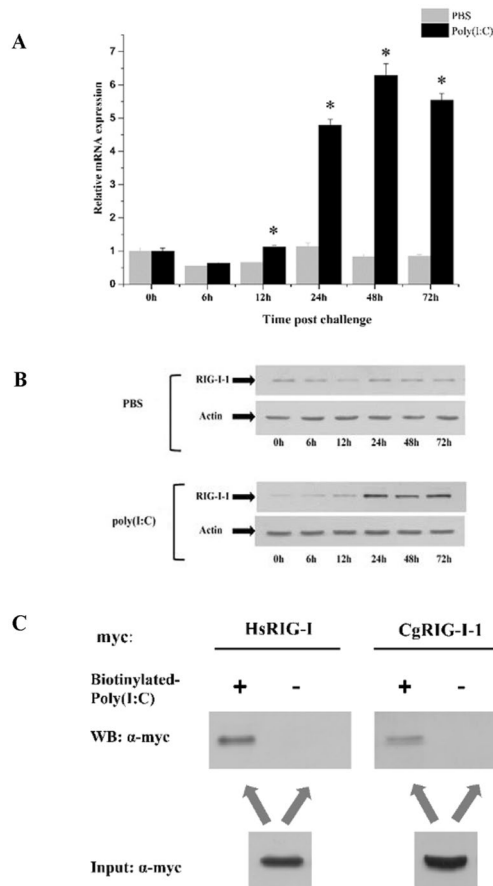 PBS
Poly(I:C)
A
Relative mRNA expression
7
6
5
4
3
2
1
0
*
*
*
*
0h 6h 12h 24h 48h 72h
Time post challenge
B
PBS
RIG-I-1
Actin
0h 6h 12h 24h 48h 72h
poly(I:C)
RIG-I-1
Actin
0h 6h 12h 24h 48h 72h
C
myc: HsRIG-I CgRIG-I-1
Biotinylated-
Poly(I:C)
+ - + -
WB: α-myc
Input: α-myc